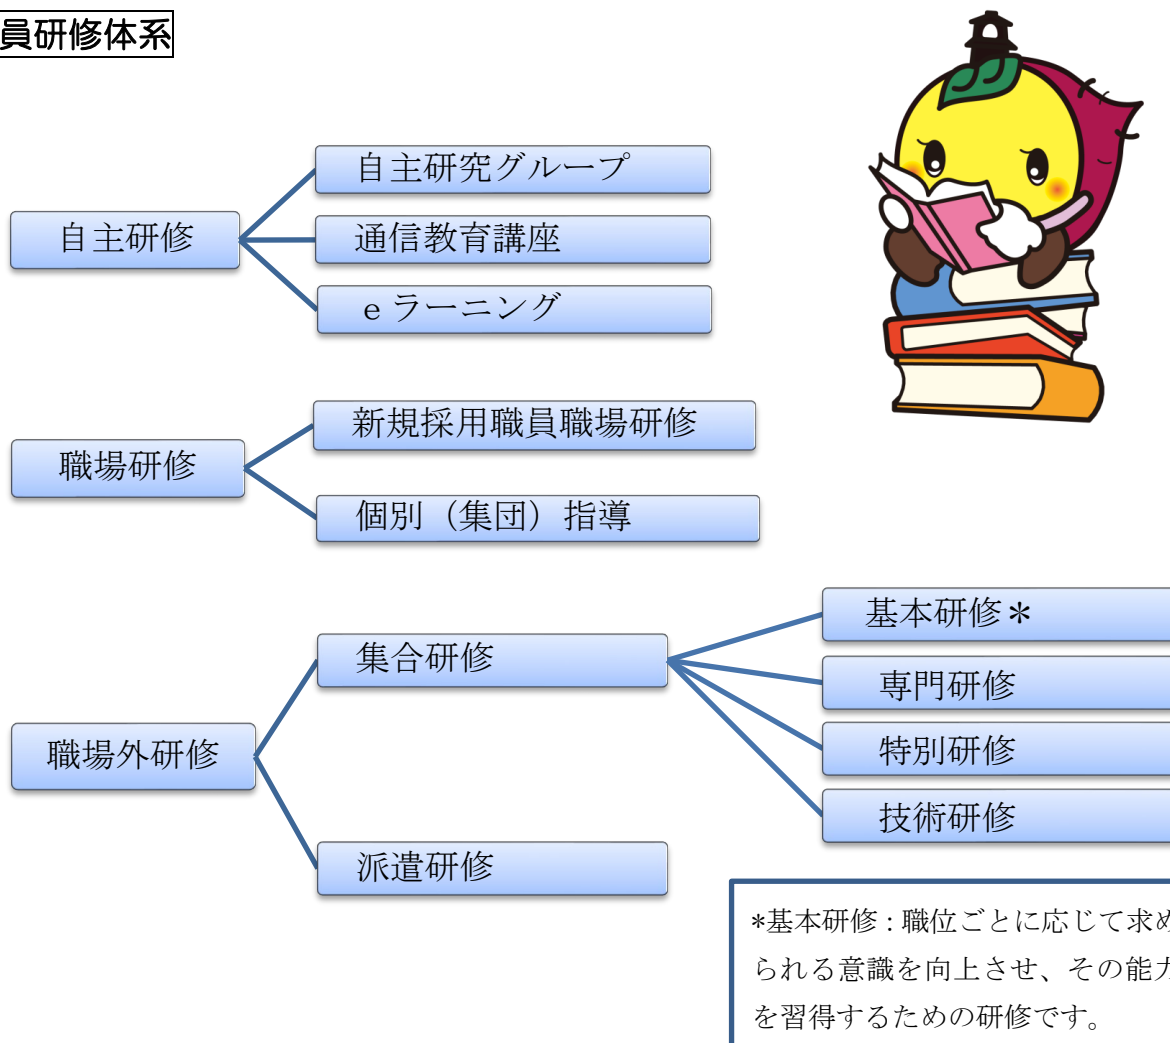 員研修体系
自主研究グループ
自主研修
通信教育講座
eラーニング
新規採用職員職場研修
職場研修
個別（集団）指導
基本研修＊
集合研修
専門研修
特別研修
職場外研修
技術研修
派遣研修
*基本研修：職位ごとに応じて求め
られる意識を向上させ、その能力
を習得するための研修です。